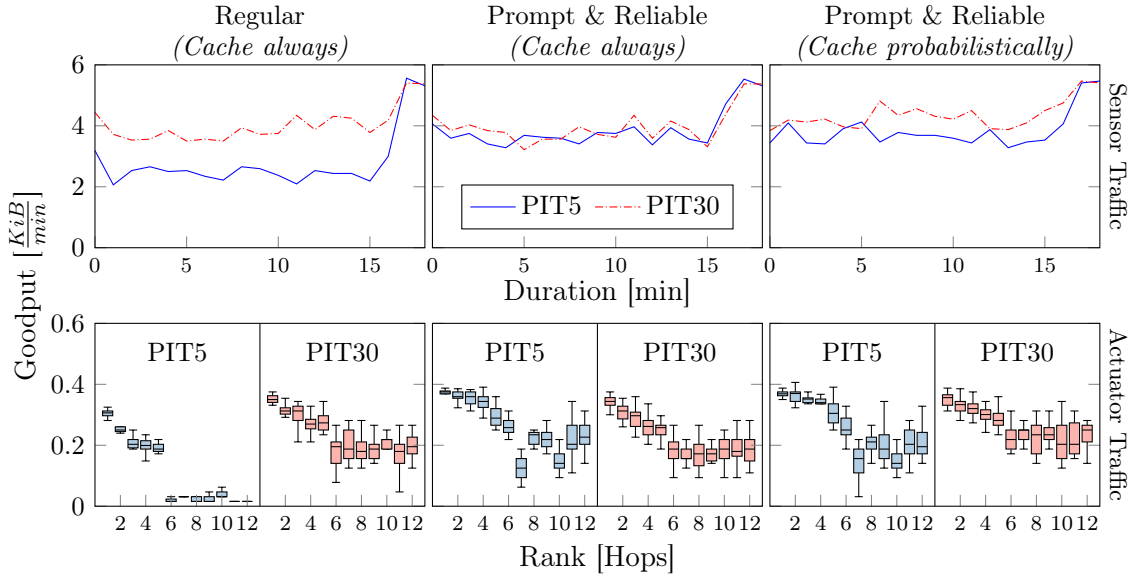 Regular
(Cache always)
Prompt & Reliable
(Cache always)
Prompt & Reliable
(Cache probabilistically)
6
4
2
0
PIT5 PIT30
0 5 10 15
0 5 10 15
0 5 10 15
Duration [min]
Sensor Traffic
Goodput [KiB/min]
0.6
0.4
0.2
0
PIT5 PIT30
PIT5 PIT30
PIT5 PIT30
2 4 6 8 10 12 2 4 6 8 10 12
2 4 6 8 10 12 2 4 6 8 10 12
2 4 6 8 10 12 2 4 6 8 10 12
Rank [Hops]
Actuator Traffic